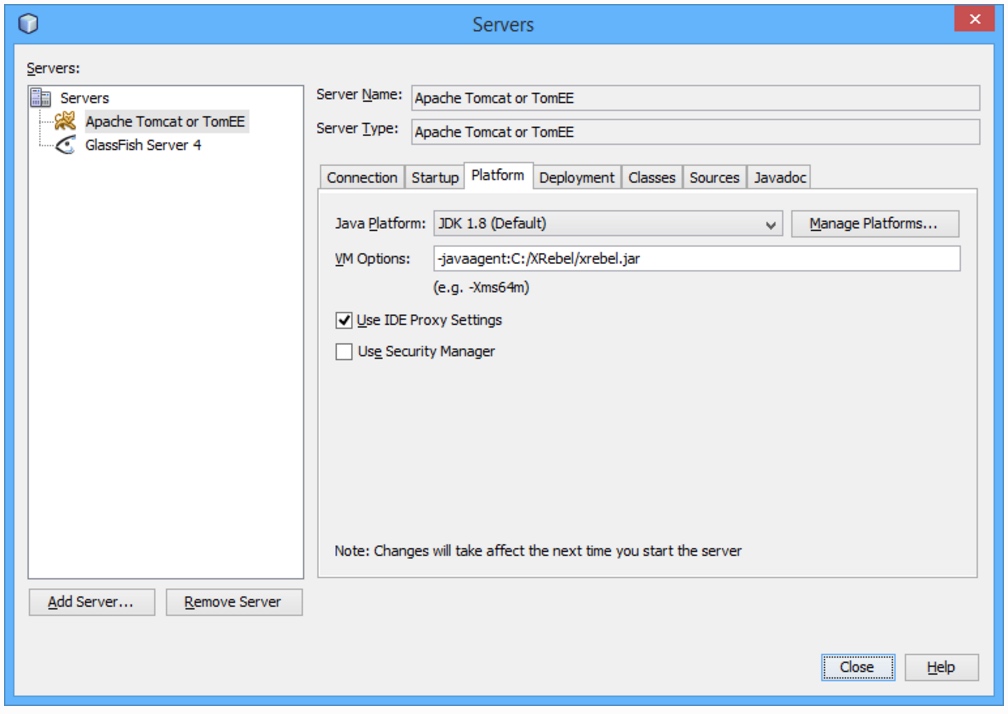 Servers
Servers:
Servers
Apache Tomcat or TomEE
GlassFish Server 4
Server Name: Apache Tomcat or TomEE
Server Type: Apache Tomcat or TomEE
Connection Startup Platform Deployment Classes Sources Javadoc
Java Platform: JDK 1.8 (Default) Manage Platforms...
VM Options: -javaagent:C:/XRebel/xrebel.jar
(e.g. -Xms64m)
Use IDE Proxy Settings
Use Security Manager
Note: Changes will take affect the next time you start the server
Add Server... Remove Server
Close Help